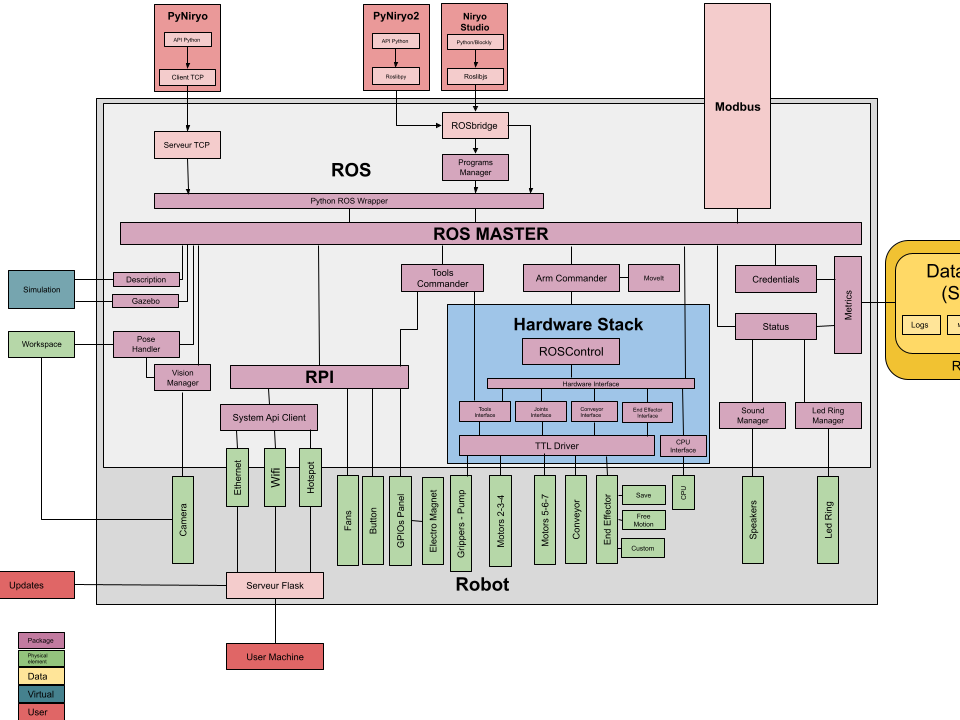 PyNiryo
API Python
Client TCP
PyNiryo2
API Python
Roslibpy
Niryo
Studio
Python/Blockly
Roslibjs
Modbus
Serveur TCP
ROSbridge
ROS
Programs
Manager
Python ROS Wrapper
ROS MASTER
Simulation
Description
Gazebo
Tools
Commander
Arm Commander
MoveIt
Credentials
Status
Metrics
Data
(S
Logs
R
Workspace
Pose
Handler
Vision
Manager
RPI
System Api Client
Hardware Stack
ROSControl
Hardware Interface
Tools
Interface
Joints
Interface
Conveyor
Interface
End Effector
Interface
TTL Driver
CPU
Interface
Sound
Manager
Led Ring
Manager
Ethernet
Wifi
Hotspot
Camera
Fans
Button
GPIOs Panel
Electro Magnet
Grippers - Pump
Motors 2-3-4
Motors 5-6-7
Conveyor
End Effector
Save
Free
Motion
Custom
CPU
Speakers
Led Ring
Updates
Serveur Flask
Robot
User Machine
Package
Physical
element
Data
Virtual
User